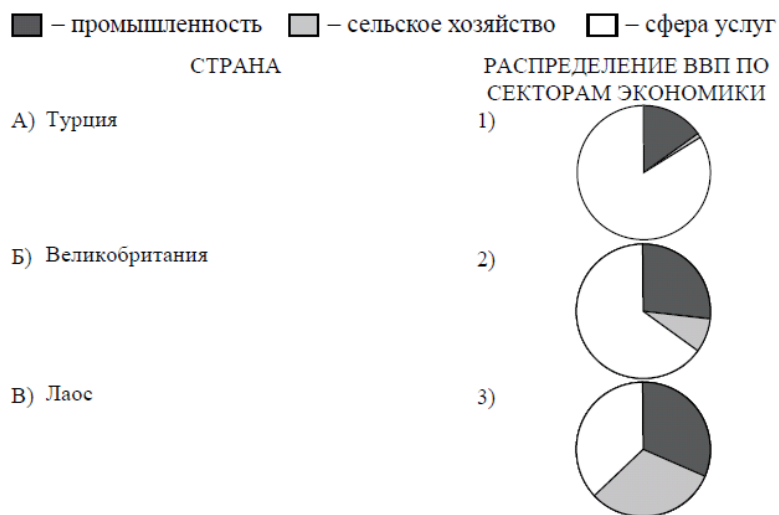 – промышленность – сельское хозяйство – сфера услуг
СТРАНА
РАСПРЕДЕЛЕНИЕ ВВП ПО
СЕКТОРАМ ЭКОНОМИКИ
А) Турция
1)
Б) Великобритания
2)
В) Лаос
3)